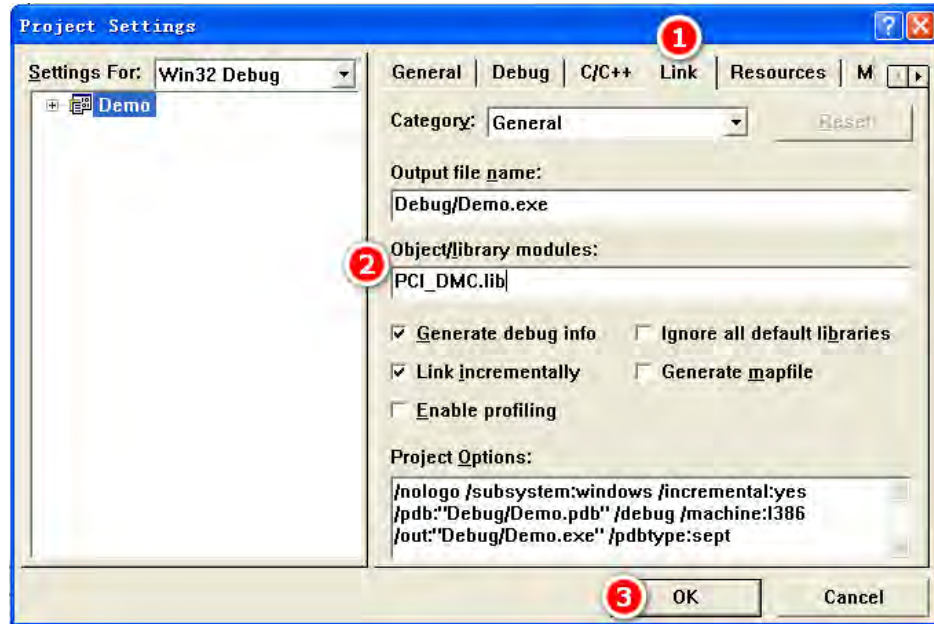 Project Settings
1
Settings For: Win32 Debug
General Debug C/C++ Link Resources M
Demo
Category: General Reset
Output file name:
Debug/Demo.exe
2
Object/library modules:
PCI_DMC.lib
Generate debug info Ignore all default libraries
Link incrementally Generate mapfile
Enable profiling
Project Options:
/nologo /subsystem:windows /incremental:yes
/pdb:"Debug/Demo.pdb" /debug /machine:I386
/out:"Debug/Demo.exe" /pdbtype:sept
3 OK Cancel